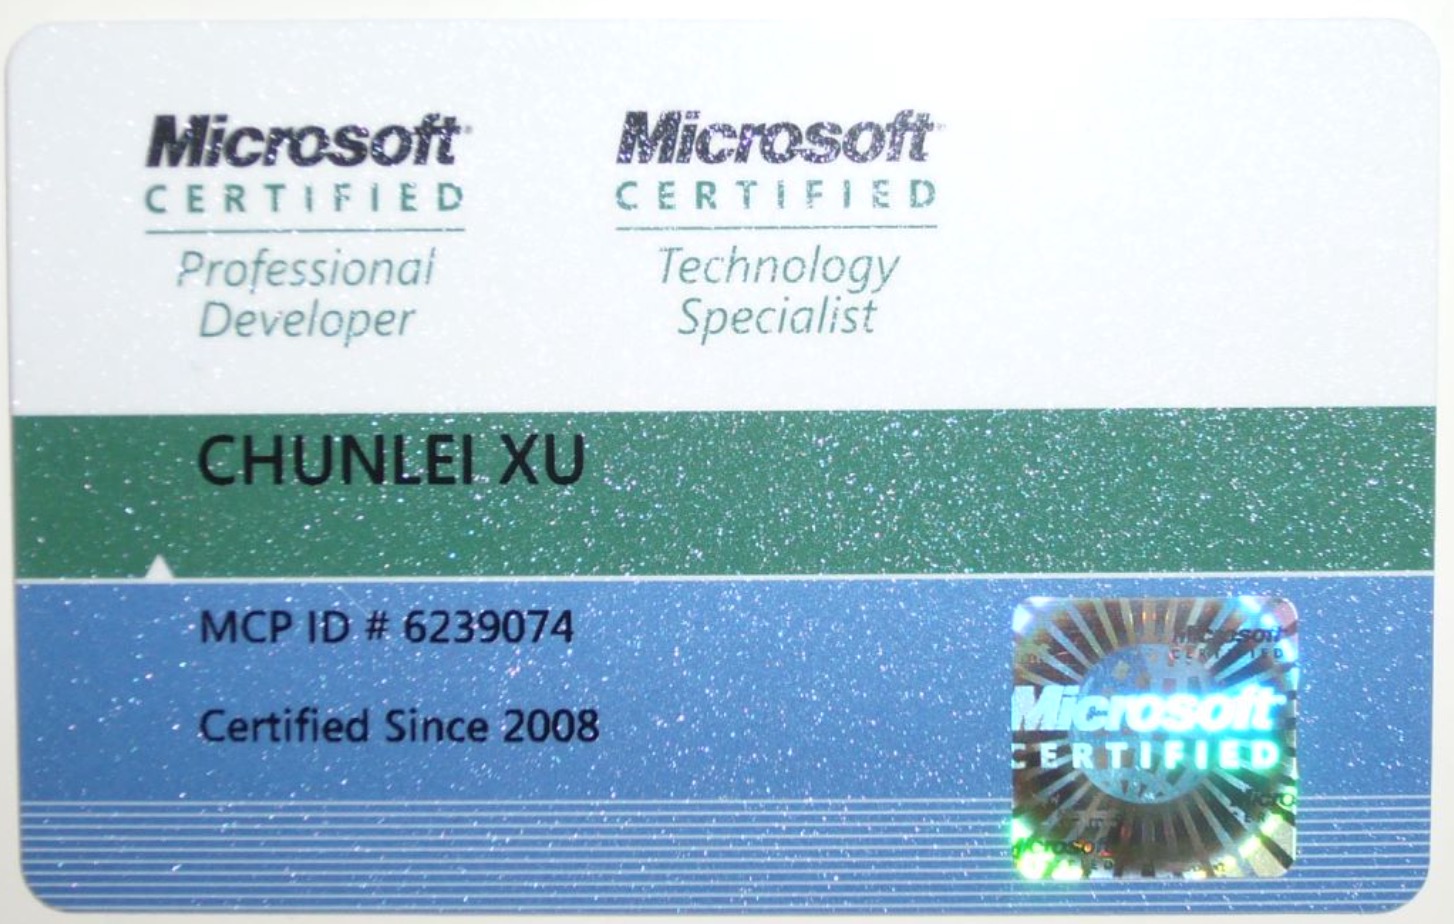 Microsoft Microsoft
CERTIFIED CERTIFIED
Professional Technology
Developer Specialist
CHUNLEI XU
MCP ID # 6239074
Certified Since 2008
Microsoft
CERTIFIED
Microsoft
CERTIFIED